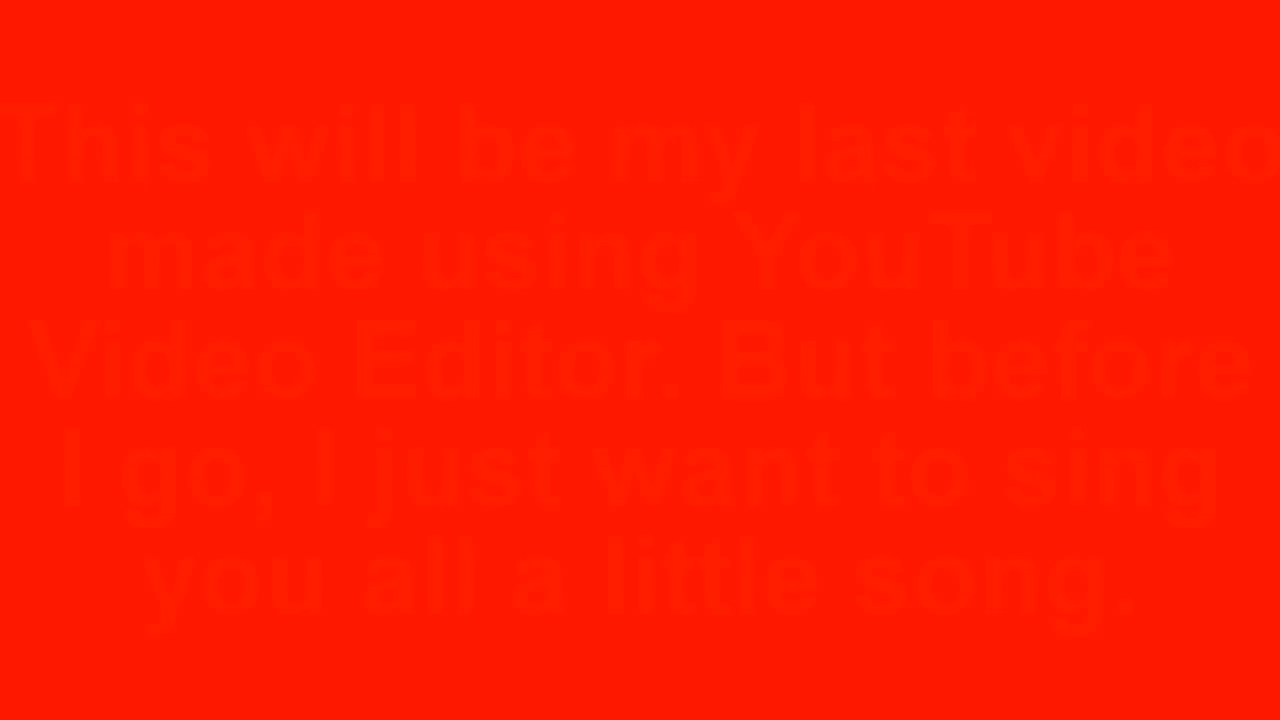 This will be my last video
made using YouTube
Video Editor. But before
I go, I just want to sing
you all a little song.